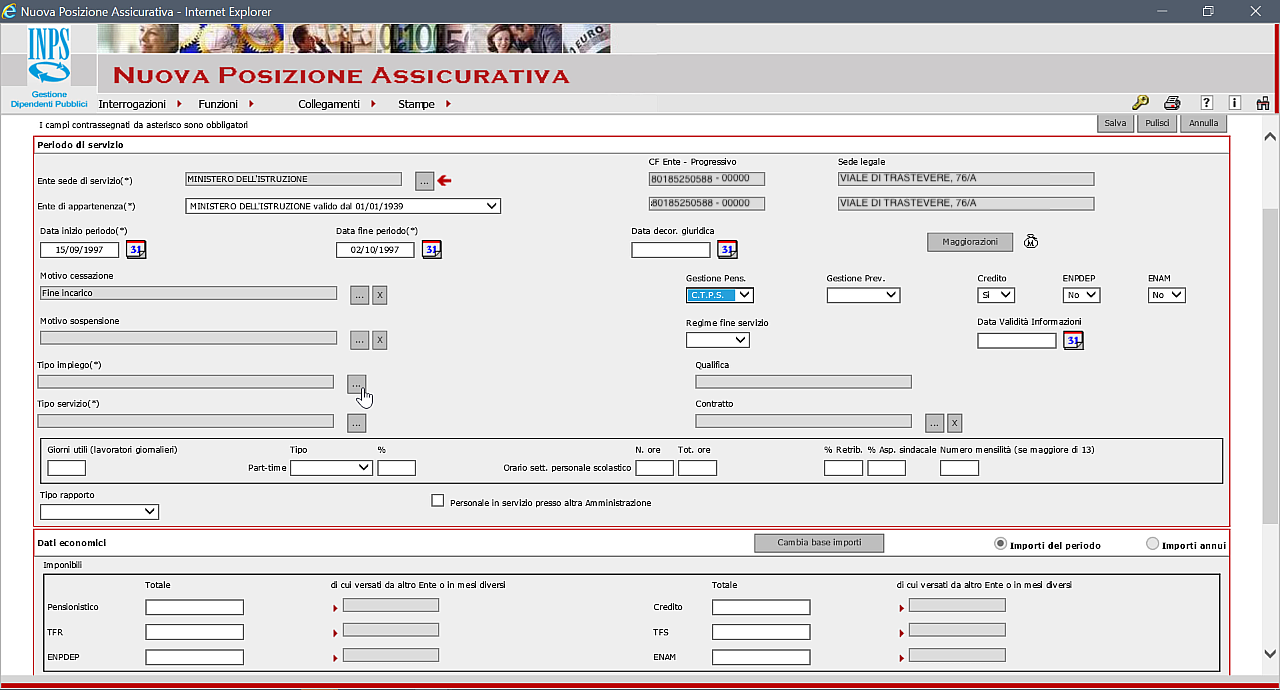 Nuova Posizione Assicurativa - Internet Explorer
INPS
NUOVA POSIZIONE ASSICURATIVA
Gestione
Dipendenti Pubblici
Interrogazioni Funzioni Collegamenti Stampe
I campi contrassegnati da asterisco sono obbligatori
Salva Pulisci Annulla
Periodo di servizio
CF Ente - Progressivo Sede legale
Ente sede di servizio(*) MINISTERO DELL'ISTRUZIONE ... 80185250588 - 00000 VIALE DI TRASTEVERE, 76/A
Ente di appartenenza(*) MINISTERO DELL'ISTRUZIONE valido dal 01/01/1939 80185250588 - 00000 VIALE DI TRASTEVERE, 76/A
Data inizio periodo(*) Data fine periodo(*) Data decor. giuridica
15/09/1997 31 02/10/1997 31 31 Maggiorazioni M
Motivo cessazione Gestione Pens. Gestione Prev. Credito ENPDEP ENAM
Fine incarico ... X C.T.P.S. Si No No
Motivo sospensione Regime fine servizio Data Validità Informazioni
... X 31
Tipo impiego(*) Qualifica
...
Tipo servizio(*) Contratto
... ... X
Giorni utili (lavoratori giornalieri) Tipo % N. ore Tot. ore % Retrib. % Asp. sindacale Numero mensilità (se maggiore di 13)
Part-time Orario sett. personale scolastico
Tipo rapporto
Personale in servizio presso altra Amministrazione
Dati economici Cambia base importi Importi del periodo Importi annui
Imponibili
Totale di cui versati da altro Ente o in mesi diversi Totale di cui versati da altro Ente o in mesi diversi
Pensionistico Credito
TFR TFS
ENPDEP ENAM